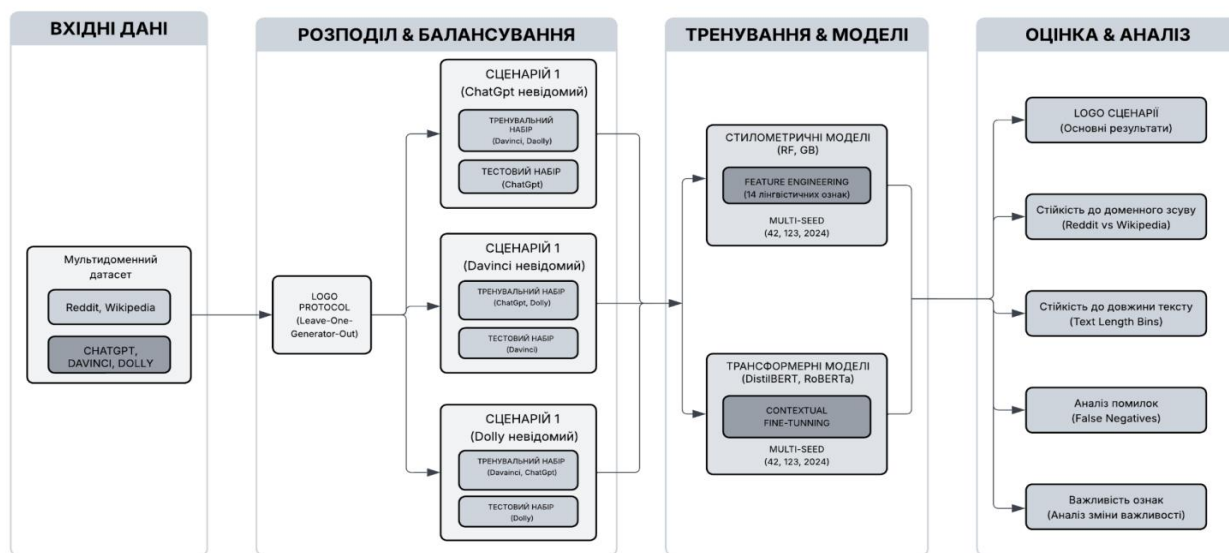 ВХІДНІ ДАНІ
Мультидоменний
датасет
Reddit, Wikipedia
CHATGPT,
DAVINCI, DOLLY
РОЗПОДІЛ & БАЛАНСУВАННЯ
LOGO
PROTOCOL
(Leave-One-
Generator-Out)
СЦЕНАРІЙ 1
(ChatGpt невідомий)
ТРЕНУВАЛЬНИЙ
НАБІР
(Davinci, Daolly)
ТЕСТОВИЙ НАБІР
(ChatGpt)
СЦЕНАРІЙ 1
(Davinci невідомий)
ТРЕНУВАЛЬНИЙ НАБІР
(ChatGpt, Dolly)
ТЕСТОВИЙ НАБІР
(Davinci)
СЦЕНАРІЙ 1
(Dolly невідомий)
ТРЕНУВАЛЬНИЙ НАБІР
(Davainci, ChatGpt)
ТЕСТОВИЙ НАБІР
(Dolly)
ТРЕНУВАННЯ & МОДЕЛІ
СТИЛОМЕТРИЧНІ МОДЕЛІ
(RF, GB)
FEATURE ENGINEERING
(14 лінгвістичних ознак)
MULTI-SEED
(42, 123, 2024)
ТРАНСФОРМЕРНІ МОДЕЛІ
(DistilBERT, RoBERTa)
CONTEXTUAL
FINE-TUNNING
MULTI-SEED
(42, 123, 2024)
ОЦІНКА & АНАЛІЗ
LOGO СЦЕНАРІЇ
(Основні результати)
Стійкість до доменного зсуву
(Reddit vs Wikipedia)
Стійкість до довжини тексту
(Text Length Bins)
Аналіз помилок
(False Negatives)
Важливість ознак
(Аналіз зміни важливості)